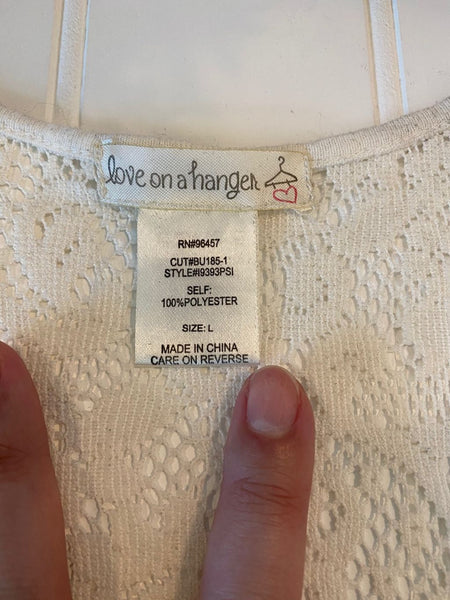 love on a hanger
RN#96457
CUT#BU185-1
STYLE#I9393PSI
SELF:
100%POLYESTER
SIZE: L
MADE IN CHINA
CARE ON REVERSE